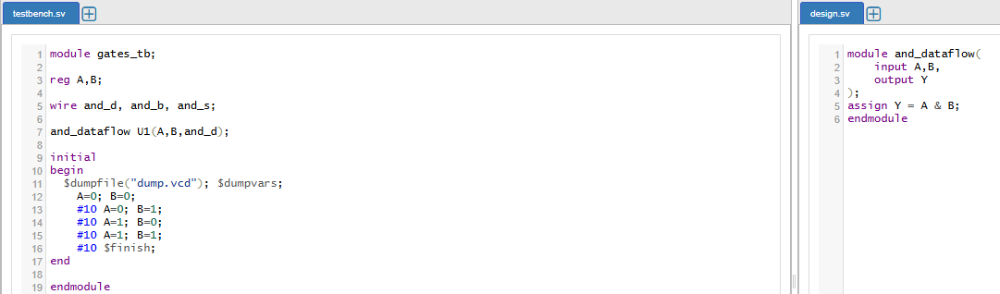 testbench.sv
1 module gates_tb;
2
3 reg A,B;
4
5 wire and_d, and_b, and_s;
6
7 and_dataflow U1(A,B,and_d);
8
9 initial
10 begin
11 $dumpfile("dump.vcd"); $dumpvars;
12 A=0; B=0;
13 #10 A=0; B=1;
14 #10 A=1; B=0;
15 #10 A=1; B=1;
16 #10 $finish;
17 end
18
19 endmodule
design.sv
1 module and_dataflow(
2 input A,B,
3 output Y
4 );
5 assign Y = A & B;
6 endmodule